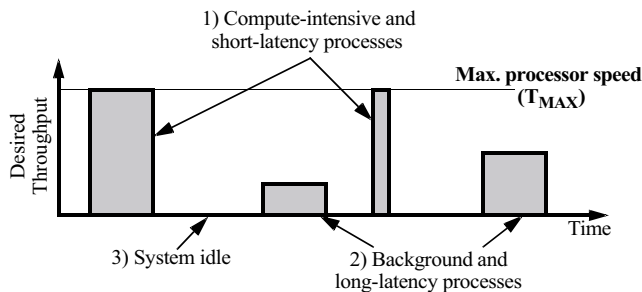 1) Compute-intensive and
short-latency processes
Max. processor speed
(TMAX)
Desired
Throughput
Time
3) System idle
2) Background and
long-latency processes